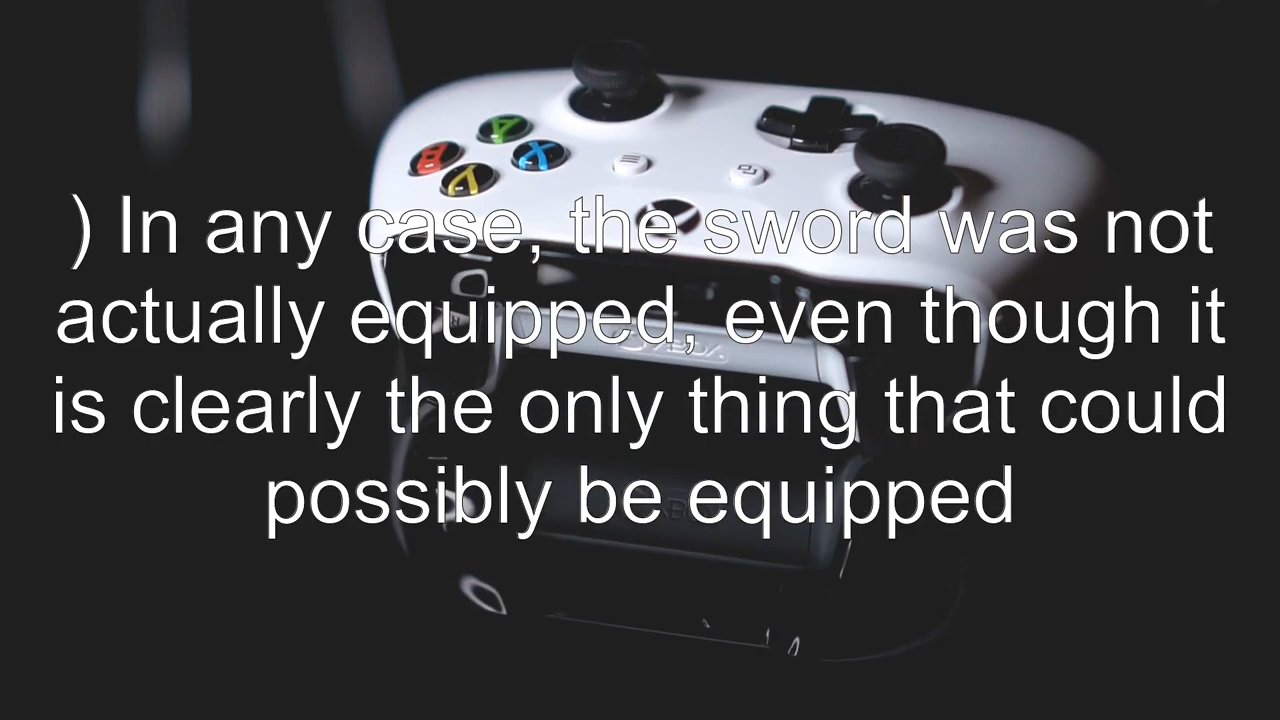 ) In any case, the sword was not
actually equipped, even though it
is clearly the only thing that could
possibly be equipped